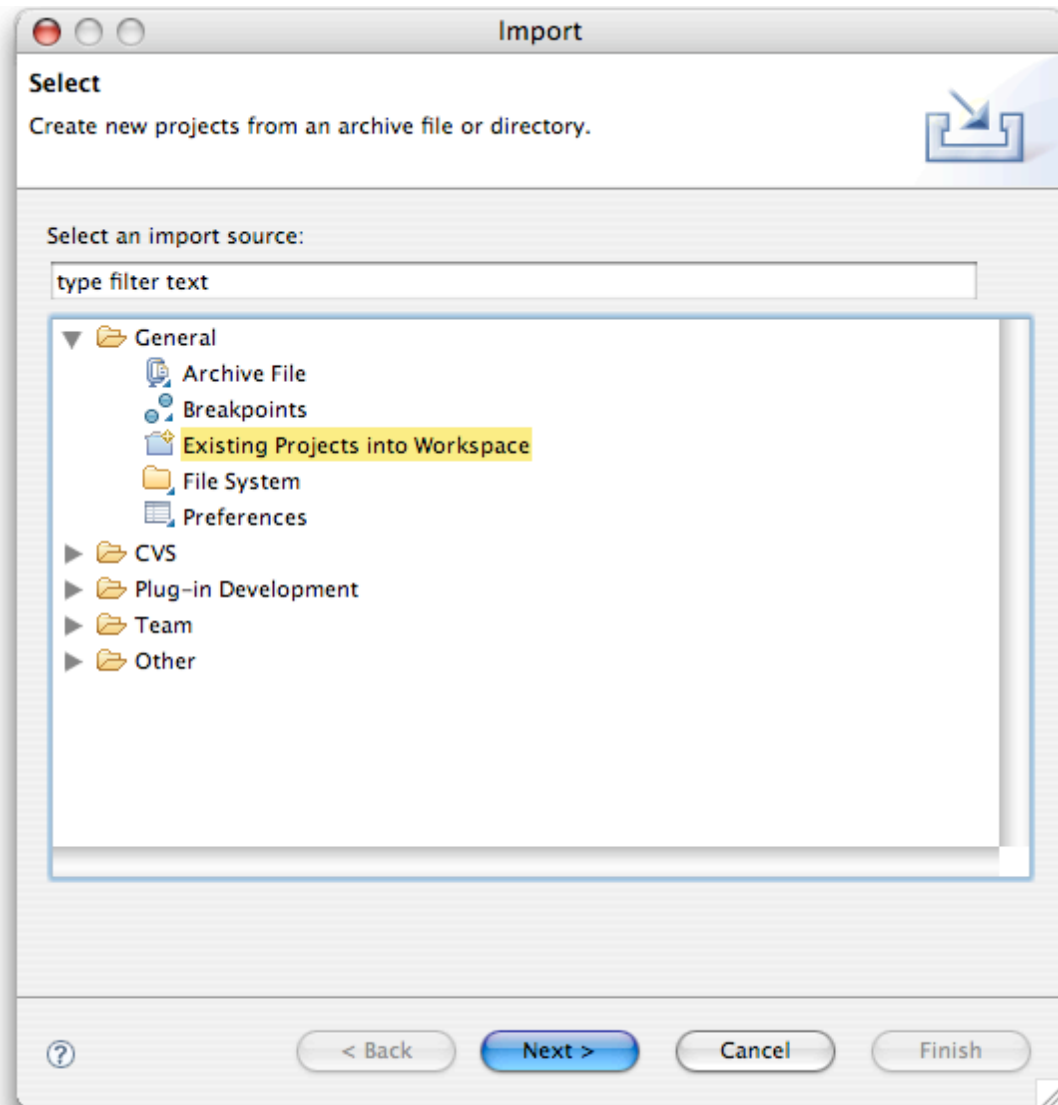 Import
Select
Create new projects from an archive file or directory.
Select an import source:
type filter text
General
Archive File
Breakpoints
Existing Projects into Workspace
File System
Preferences
CVS
Plug-in Development
Team
Other
? < Back Next > Cancel Finish